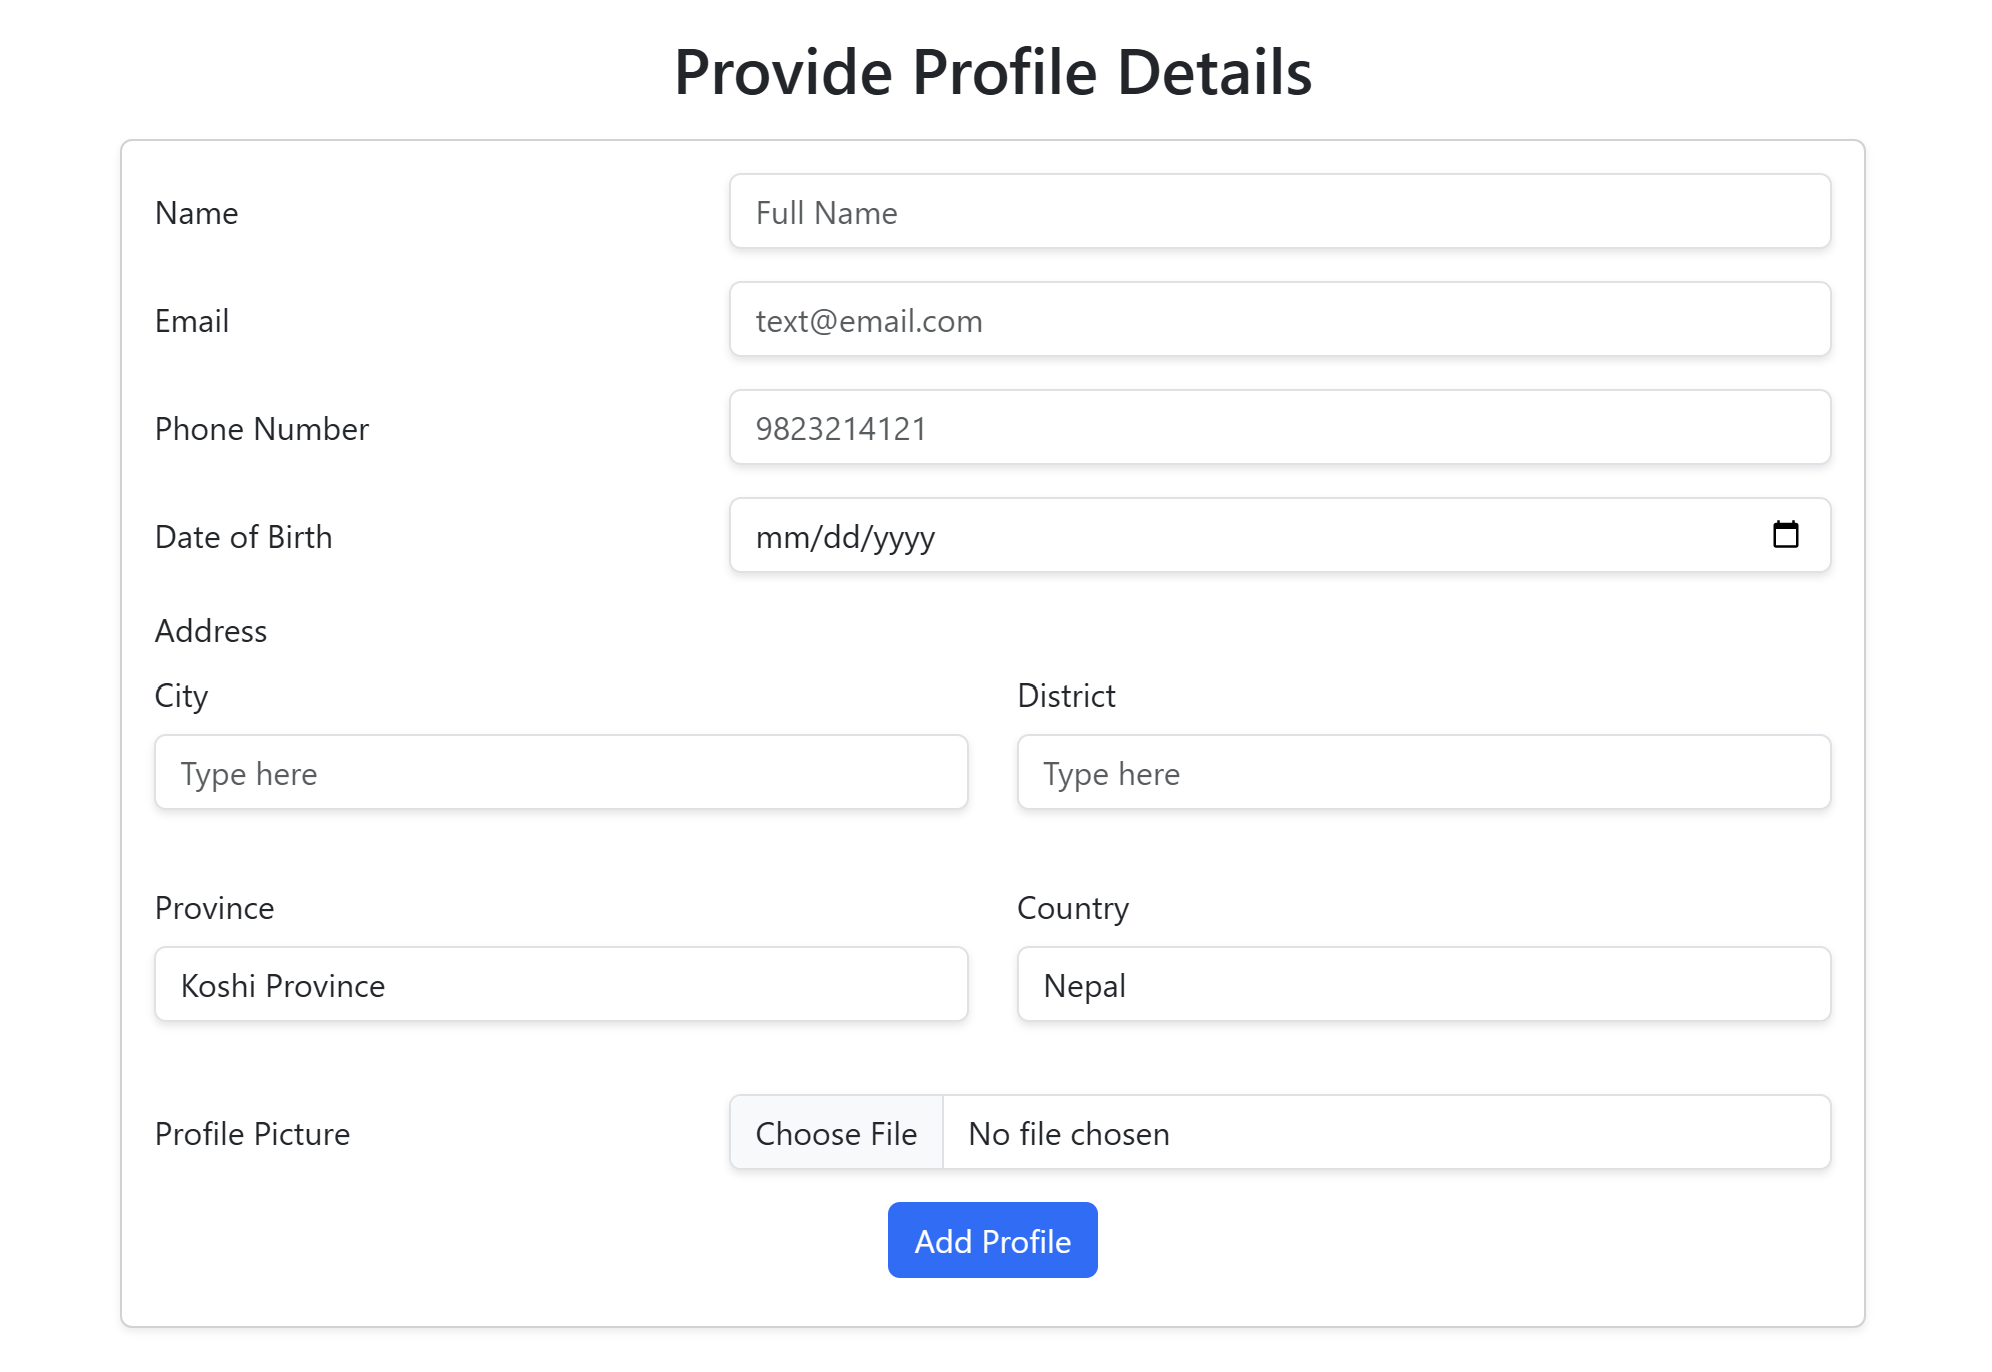 Provide Profile Details
Name
Full Name
Email
text@email.com
Phone Number
9823214121
Date of Birth
mm/dd/yyyy
Address
City
District
Type here
Type here
Province
Country
Koshi Province
Nepal
Profile Picture
Choose File
No file chosen
Add Profile